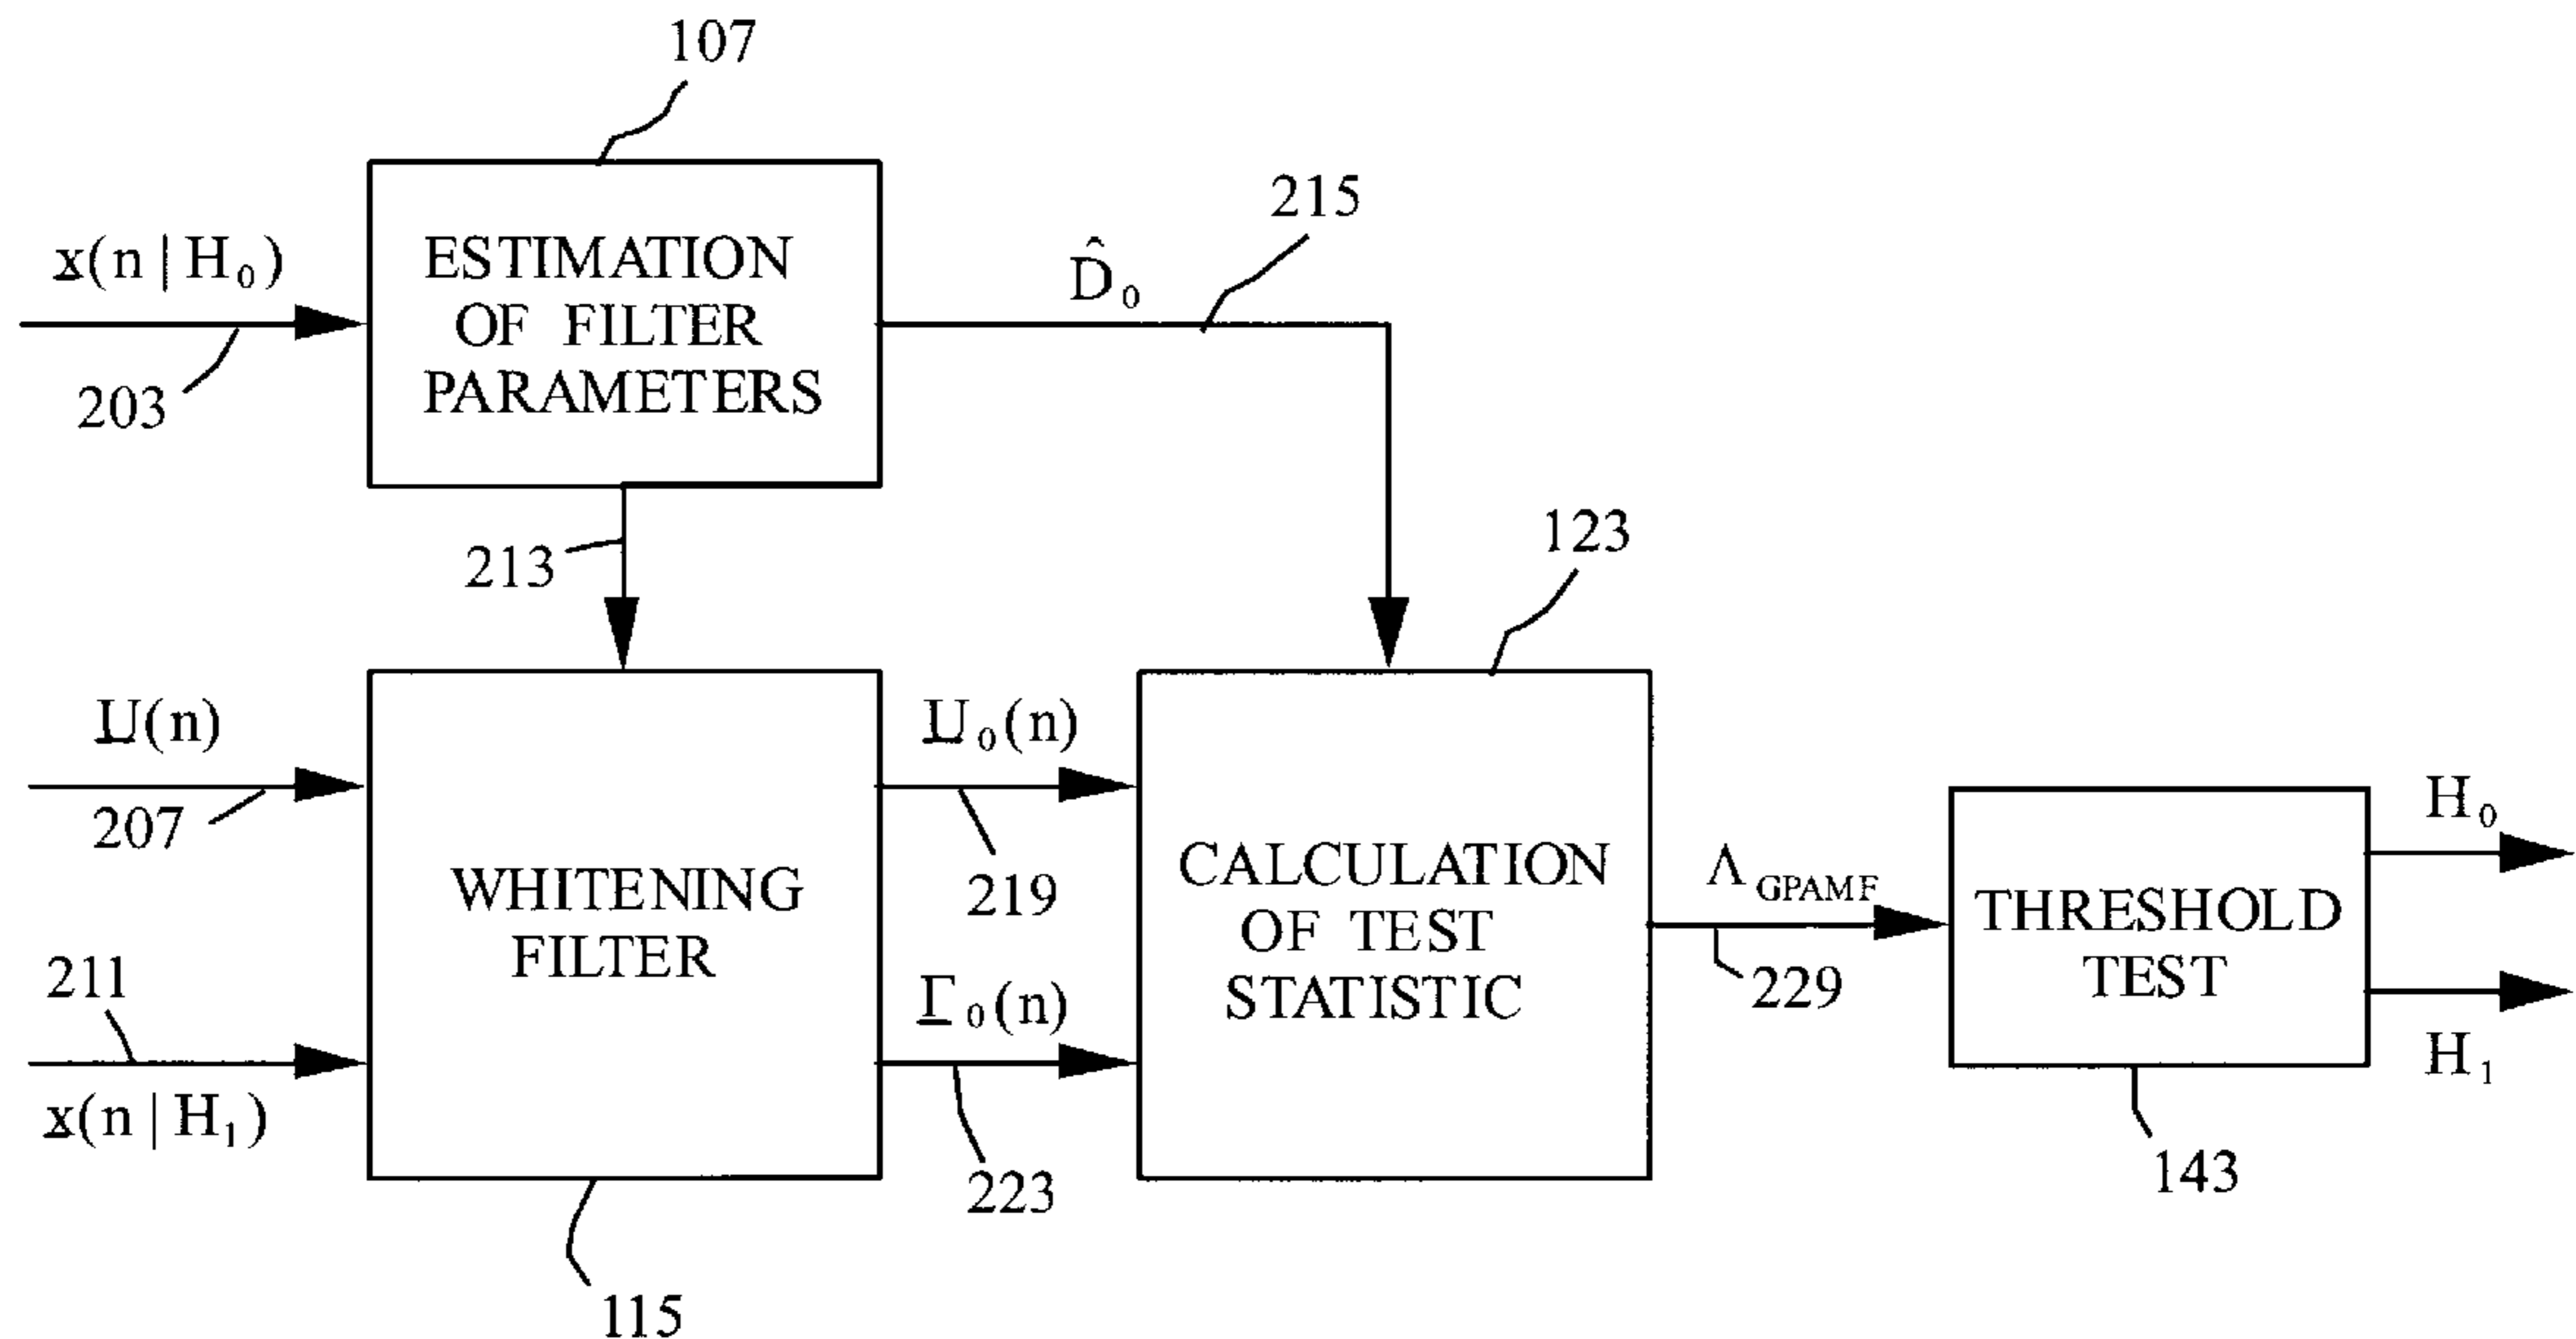 107
x(n | H₀)
203
ESTIMATION
OF FILTER
PARAMETERS
D̂₀
215
213
123
U(n)
207
211
x(n | H₁)
WHITENING
FILTER
115
U₀(n)
219
Γ₀(n)
223
CALCULATION
OF TEST
STATISTIC
Λ GPAMF
229
THRESHOLD
TEST
143
H₀
H₁